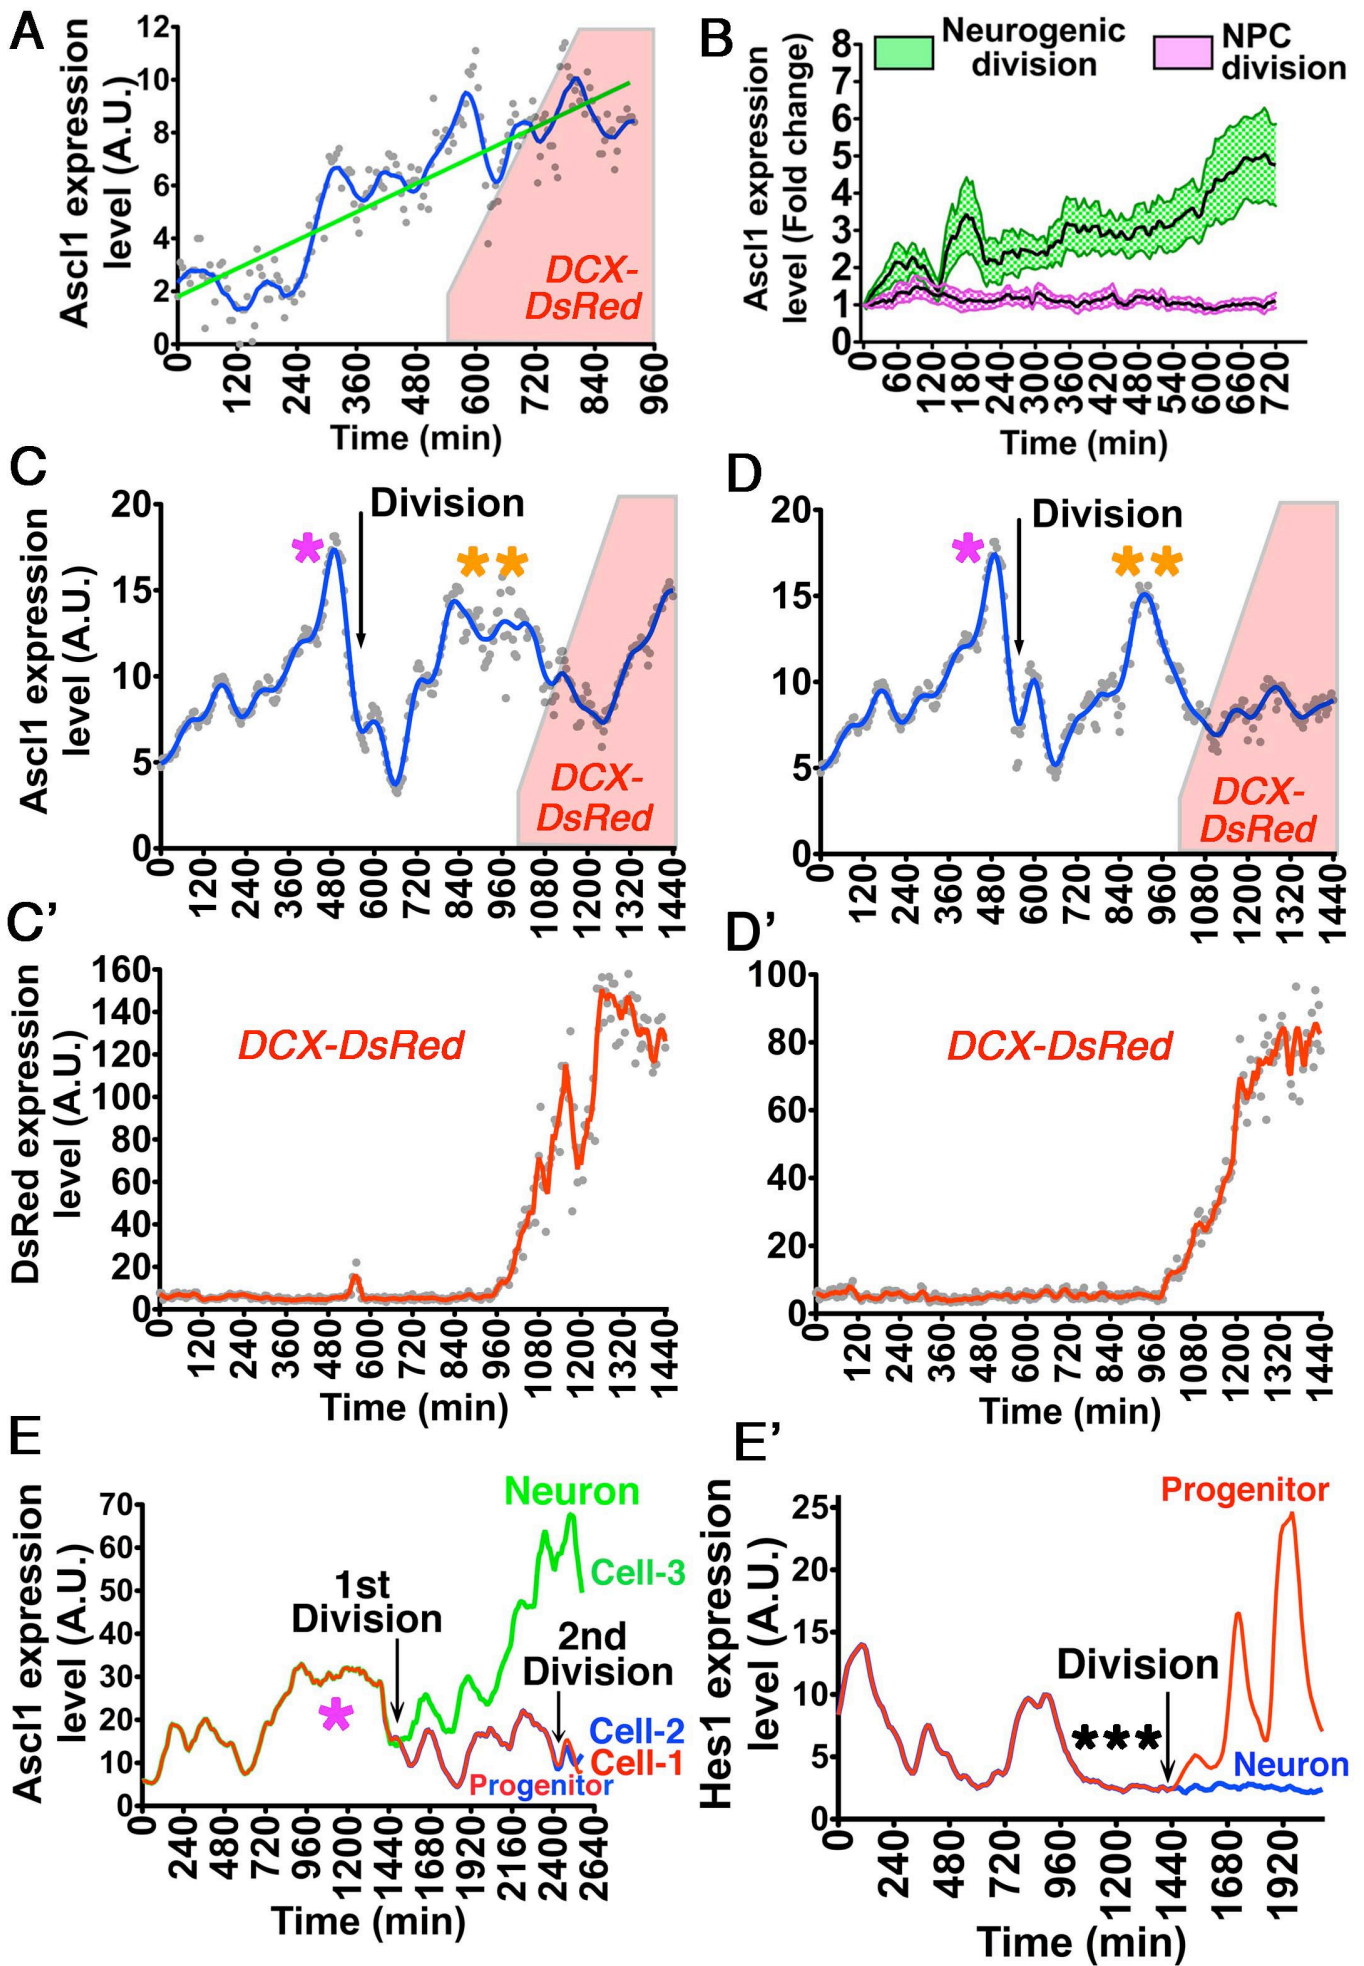 A
Ascl1 expression
level (A.U.)
12
10
8
6
4
2
0
DCX-
DsRed
0 120 240 360 480 600 720 840 960
Time (min)
B
Ascl1 expression
level (Fold change)
Neurogenic
division
NPC
division
8
7
6
5
4
3
2
1
0
0 60 120 180 240 300 360 420 480 540 600 660 720
Time (min)
C
Ascl1 expression
level (A.U.)
Division
20
15
10
5
0
* * *
DCX-
DsRed
0 120 240 360 480 600 720 840 960 1080 1200 1320 1440
D
Division
20
15
10
5
0
* * *
DCX-
DsRed
0 120 240 360 480 600 720 840 960 1080 1200 1320 1440
C'
DsRed expression
level (A.U.)
160
140
120
100
80
60
40
20
0
DCX-DsRed
0 120 240 360 480 600 720 840 960 1080 1200 1320 1440
Time (min)
D'
100
80
60
40
20
0
DCX-DsRed
0 120 240 360 480 600 720 840 960 1080 1200 1320 1440
Time (min)
E
Ascl1 expression
level (A.U.)
70
60
50
40
30
20
10
0
Neuron
Cell-3
1st
Division
2nd
Division
*
Cell-2
Cell-1
Progenitor
0 240 480 720 960 1200 1440 1680 1920 2160 2400 2640
Time (min)
E'
Hes1 expression
level (A.U.)
25
20
15
10
5
0
Progenitor
Division
***
Neuron
0 240 480 720 960 1200 1440 1680 1920
Time (min)